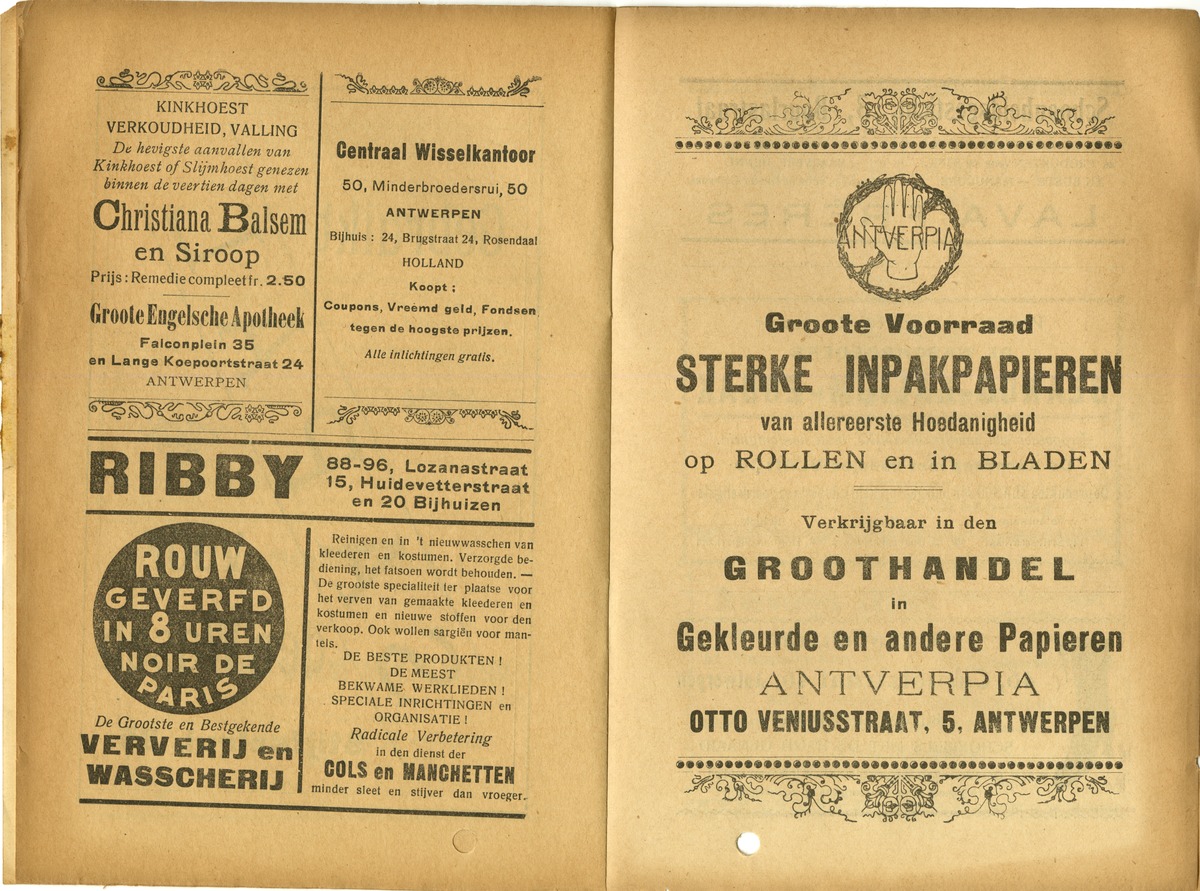 KINKHOEST
VERKOUDHEID, VALLING
De hevigste aanvallen van
Kinkhoest of Slijmhoest genezen
binnen de veertien dagen met
Christiana Balsem
en Siroop
Prijs : Remedie compleet fr. 2.50
Groote Engelsche Apotheek
Falconplein 35
en Lange Koepoortstraat 24
ANTWERPEN
Centraal Wisselkantoor
50, Minderbroedersrui, 50
ANTWERPEN
Bijhuis : 24, Brugstraat 24, Rosendaal
HOLLAND
Koopt :
Coupons, Vreemd geld, Fondsen
tegen de hoogste prijzen.
Alle inlichtingen gratis.
RIBBY
88-96, Lozanastraat
15, Huidevetterstraat
en 20 Bijhuizen
ROUW
GEVERFD
IN 8 UREN
NOIR DE
PARIS
De Grootste en Bestgekende
VERVERIJ en
WASSCHERIJ
Reinigen en in 't nieuwwasschen van
kleederen en kostumen. Verzorgde be-
diening, het fatsoen wordt behouden. —
De grootste specialiteit ter plaatse voor
het verven van gemaakte kleederen en
kostumen en nieuwe stoffen voor den
verkoop. Ook wollen sargiën voor man-
tels.
DE BESTE PRODUKTEN !
DE MEEST
BEKWAME WERKLIEDEN !
SPECIALE INRICHTINGEN en
ORGANISATIE !
Radicale Verbetering
in den dienst der
COLS en MANCHETTEN
minder sleet en stijver dan vroeger.
ANTVERPIA
Groote Voorraad
STERKE INPAKPAPIEREN
van allereerste Hoedanigheid
op ROLLEN en in BLADEN
Verkrijgbaar in den
GROOTHANDEL
in
Gekleurde en andere Papieren
ANTVERPIA
OTTO VENIUSSTRAAT, 5, ANTWERPEN